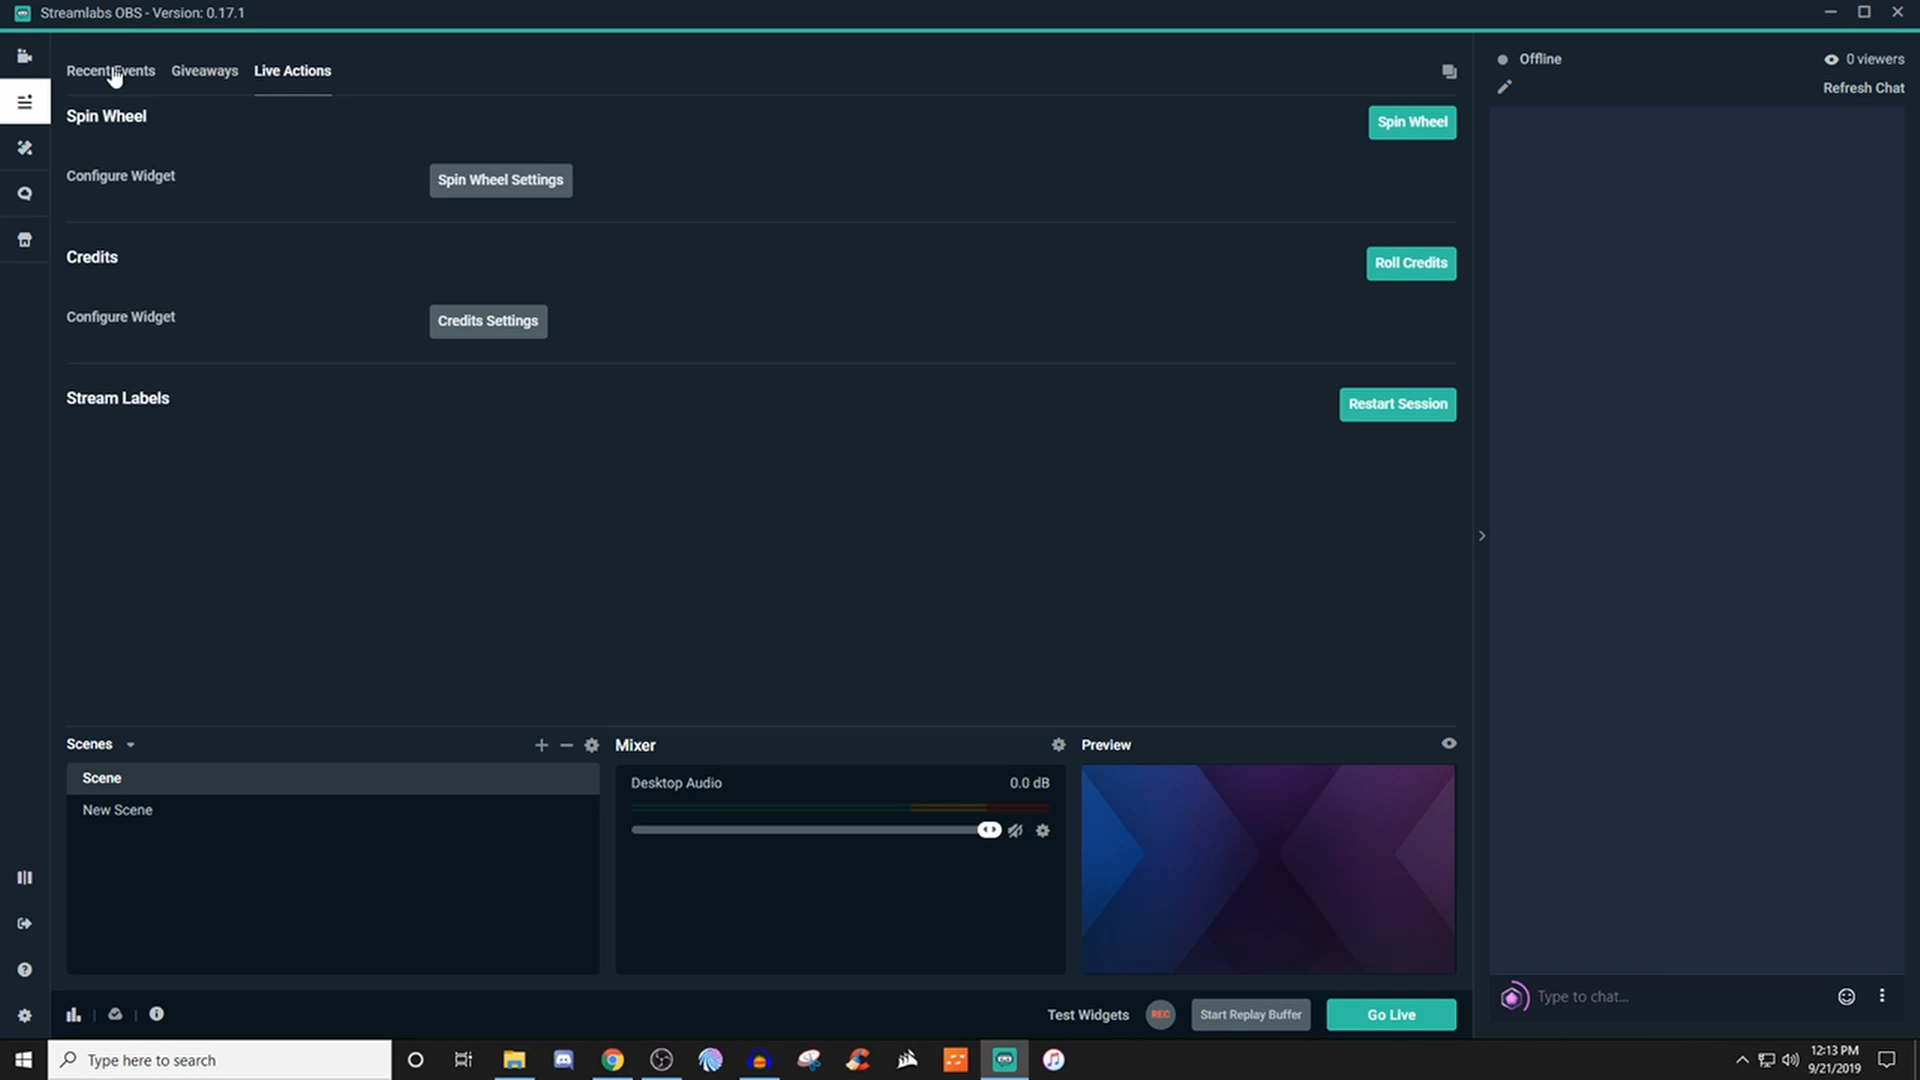 Streamlabs OBS - Version: 0.17.1
Recent Events Giveaways Live Actions
Offline
0 viewers
Refresh Chat
Spin Wheel
Spin Wheel
Configure Widget
Spin Wheel Settings
Credits
Roll Credits
Configure Widget
Credits Settings
Stream Labels
Restart Session
Scenes
Scene
New Scene
Mixer
Desktop Audio
0.0 dB
Preview
Type to chat...
Test Widgets
REC
Start Replay Buffer
Go Live
Type here to search
12:13 PM
9/21/2019